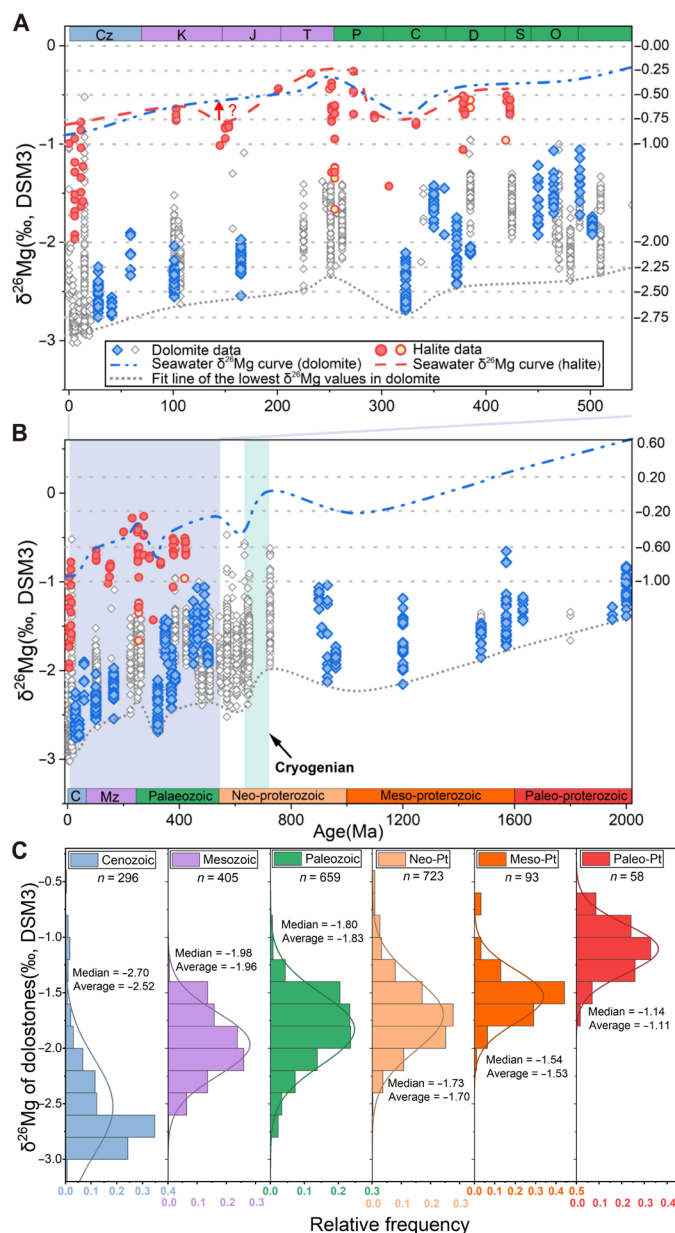 A
Cz K J T P C D S O
δ²⁶Mg(‰, DSM3)
0
−1
−2
−3
−0.00
−0.25
−0.50
−0.75
−1.00
−2.00
−2.25
−2.50
−2.75
?
Dolomite data Halite data
Seawater δ²⁶Mg curve (dolomite) Seawater δ²⁶Mg curve (halite)
Fit line of the lowest δ²⁶Mg values in dolomite
0 100 200 300 400 500
B
δ²⁶Mg(‰, DSM3)
0
−1
−2
−3
0.60
0.20
−0.20
−0.60
−1.00
Cryogenian
C Mz Palaeozoic Neo-proterozoic Meso-proterozoic Paleo-proterozoic
0 400 800 1200 1600 2000
Age(Ma)
C
δ²⁶Mg of dolostones(‰, DSM3)
−0.5
−1.0
−1.5
−2.0
−2.5
−3.0
Cenozoic
n = 296
Median = −2.70
Average = −2.52
Mesozoic
n = 405
Median = −1.98
Average = −1.96
Paleozoic
n = 659
Median = −1.80
Average = −1.83
Neo-Pt
n = 723
Median = −1.73
Average = −1.70
Meso-Pt
n = 93
Median = −1.54
Average = −1.53
Paleo-Pt
n = 58
Median = −1.14
Average = −1.11
0.0 0.1 0.2 0.3 0.4
0.0 0.1 0.2 0.3
0.0 0.1 0.2 0.3
0.0 0.1 0.2 0.3
0.0 0.1 0.2 0.3 0.4 0.5
0.0 0.1 0.2 0.3 0.4
Relative frequency